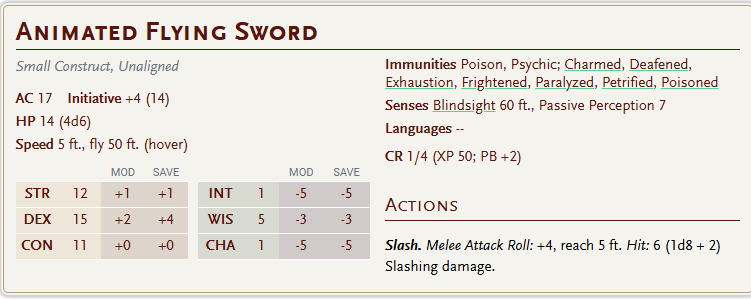 Animated Flying Sword
Small Construct, Unaligned
AC 17 Initiative +4 (14)
HP 14 (4d6)
Speed 5 ft., fly 50 ft. (hover)
MOD SAVE MOD SAVE
STR 12 +1 +1 INT 1 -5 -5
DEX 15 +2 +4 WIS 5 -3 -3
CON 11 +0 +0 CHA 1 -5 -5
Immunities Poison, Psychic; Charmed, Deafened,
Exhaustion, Frightened, Paralyzed, Petrified, Poisoned
Senses Blindsight 60 ft., Passive Perception 7
Languages --
CR 1/4 (XP 50; PB +2)
Actions
Slash. Melee Attack Roll: +4, reach 5 ft. Hit: 6 (1d8 + 2)
Slashing damage.